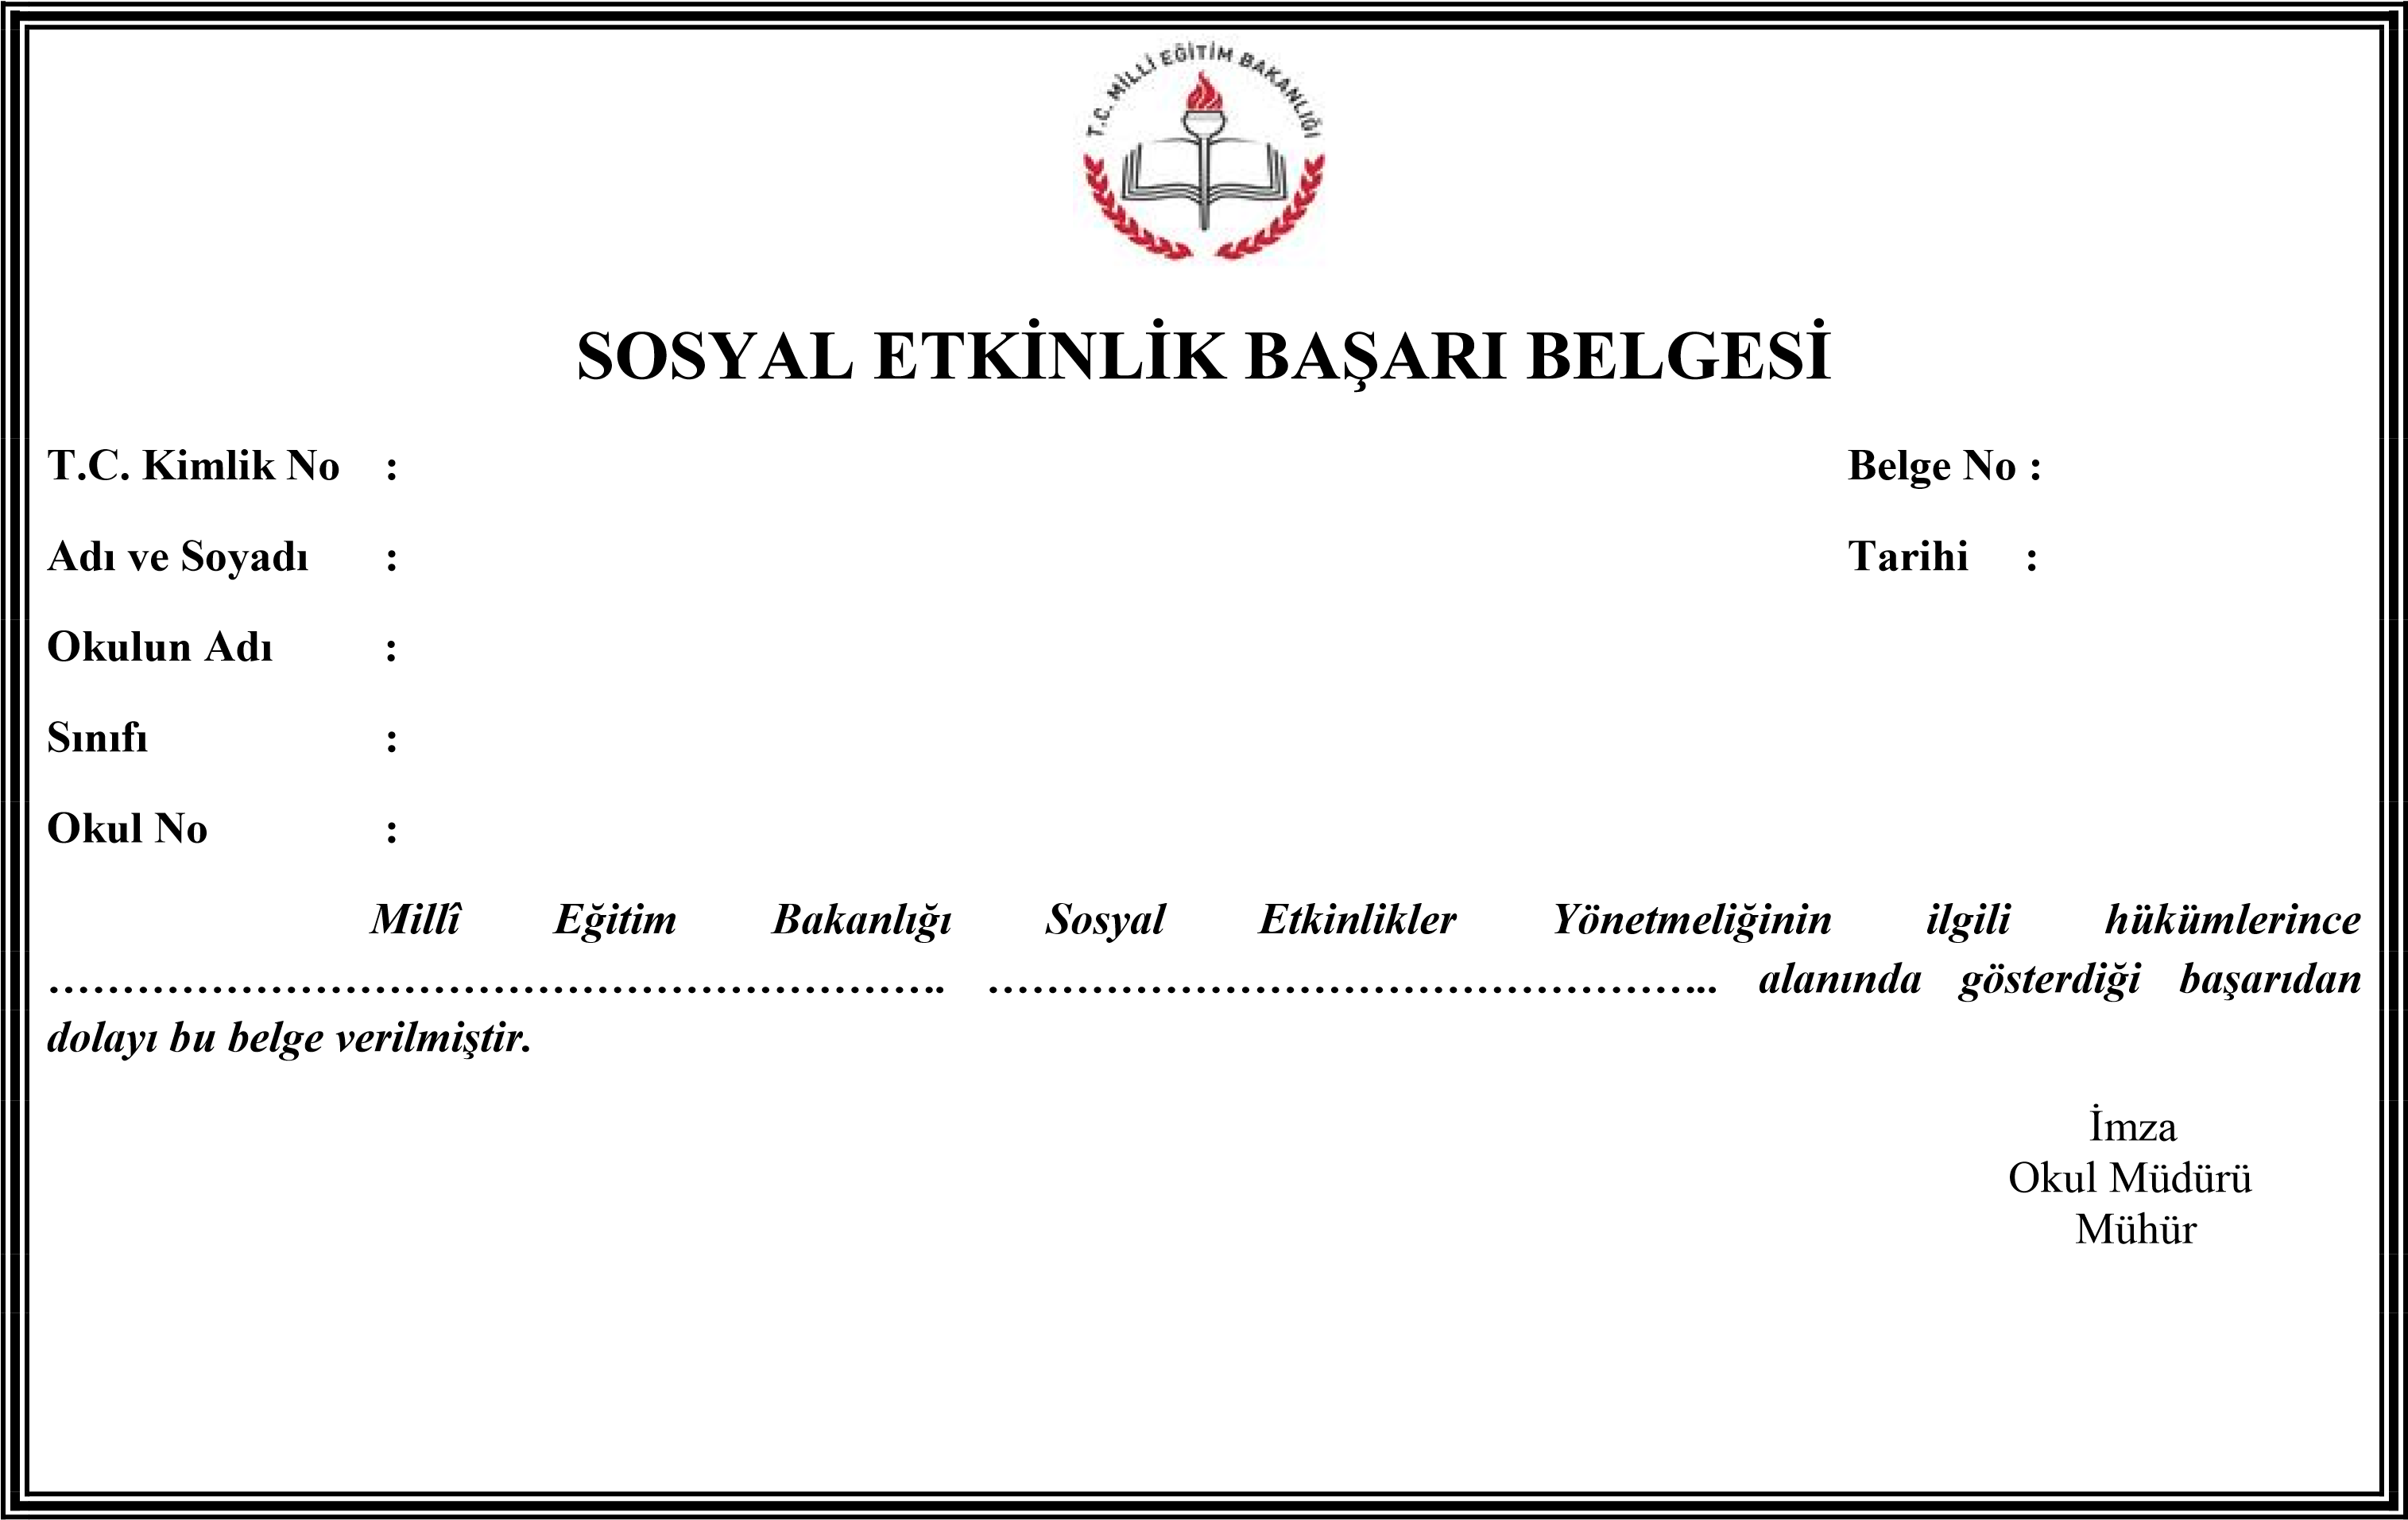 T.C. MİLLİ EĞİTİM BAKANLIĞI
SOSYAL ETKİNLİK BAŞARI BELGESİ
T.C. Kimlik No :
Belge No :
Adı ve Soyadı :
Tarihi :
Okulun Adı :
Sınıfı :
Okul No :
Millî Eğitim Bakanlığı Sosyal Etkinlikler Yönetmeliğinin ilgili hükümlerince
…………………………………………………….. ………………………………………….. alanında gösterdiği başarıdan
dolayı bu belge verilmiştir.
İmza
Okul Müdürü
Mühür